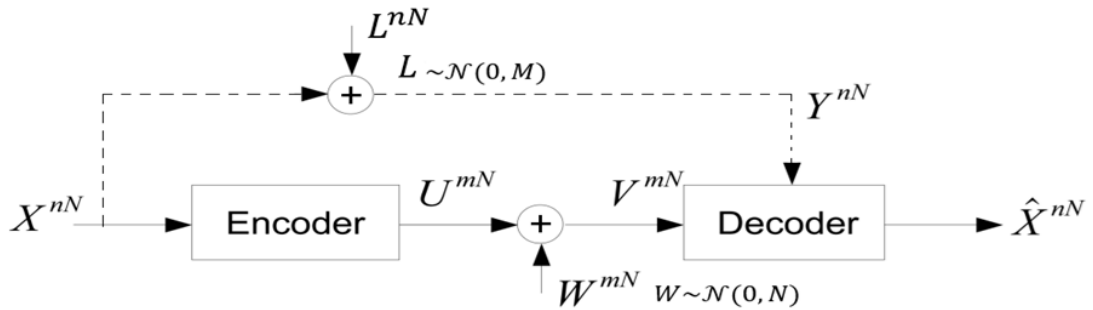 L^{nN}
+
L ~ 𝒩(0, M)
Y^{nN}
X^{nN}
Encoder
U^{mN}
+
V^{mN}
Decoder
X̂^{nN}
W^{mN} W~𝒩(0, N)